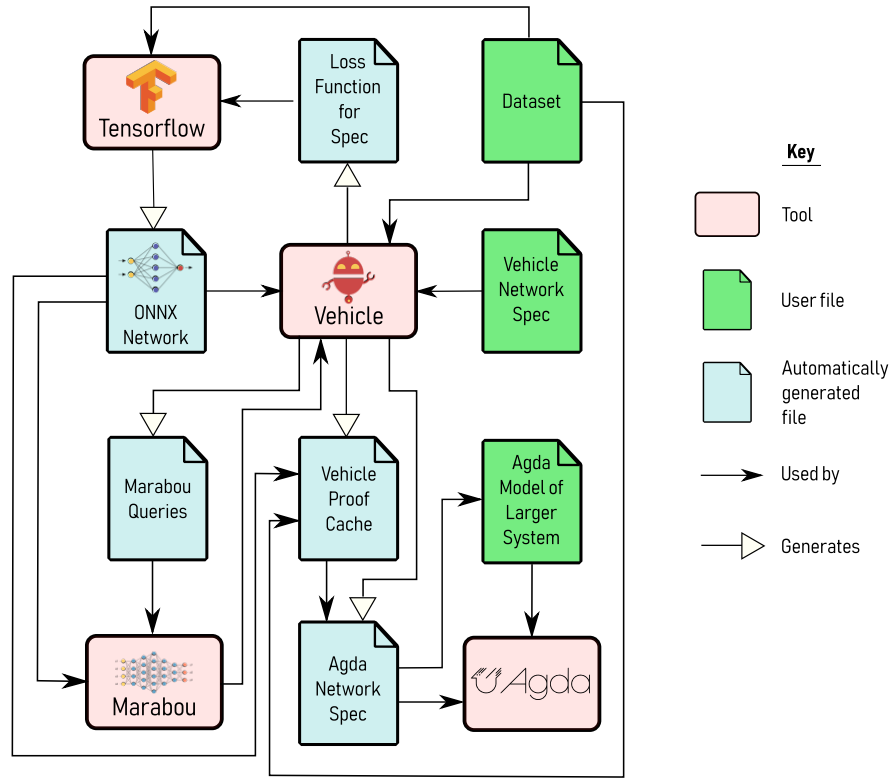 Tensorflow
Loss
Function
for
Spec
Dataset
Key
Tool
ONNX
Network
Vehicle
Vehicle
Network
Spec
User file
Automatically
generated
file
Marabou
Queries
Vehicle
Proof
Cache
Agda
Model of
Larger
System
Used by
Generates
Marabou
Agda
Network
Spec
Agda